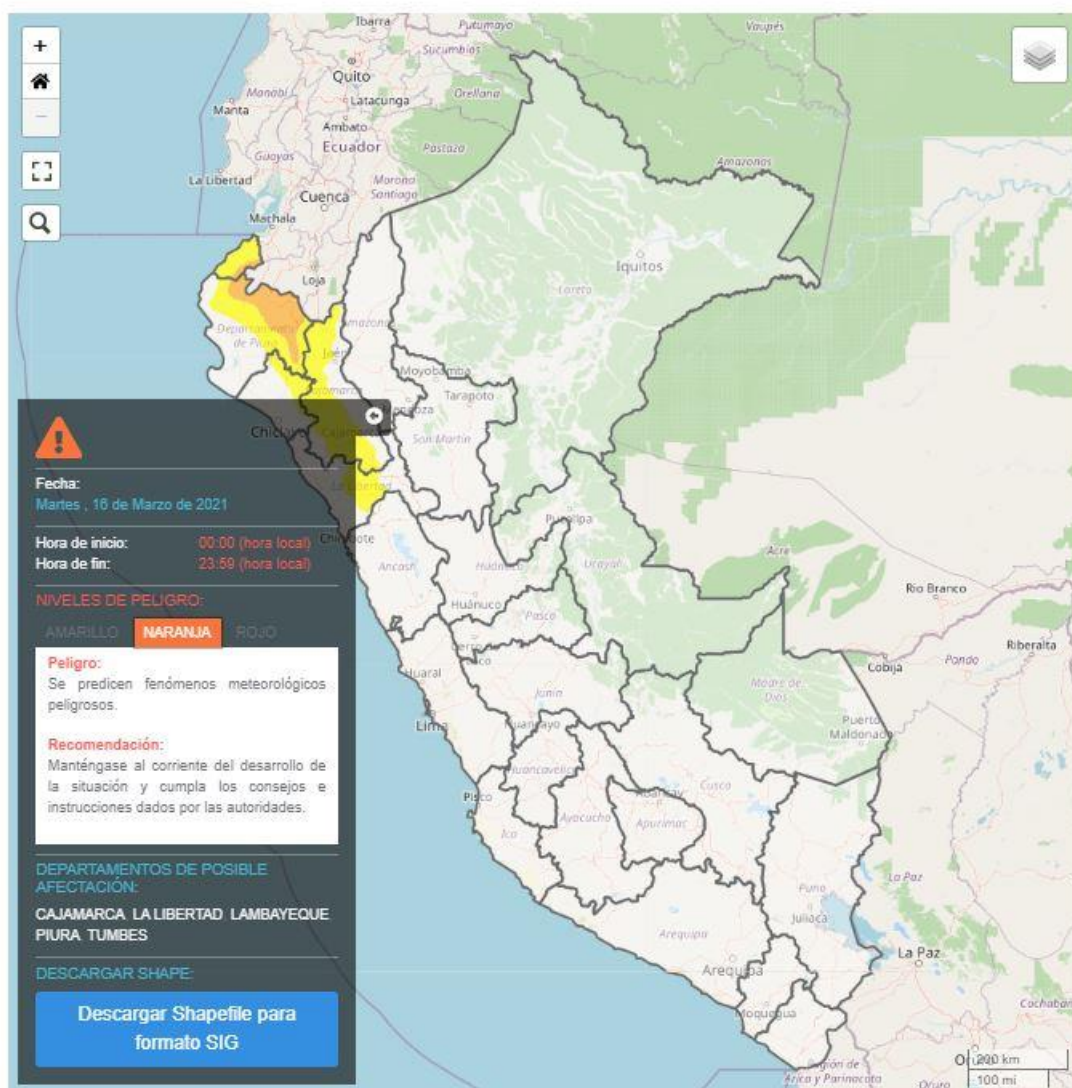 +
−
Ibarra
Putumayo
Vaupés
Sucumbíos
Quito
Orellana
Manabí
Latacunga
Manta
Ambato
Ecuador
Pastaza
Guayas
Amazonas
La Libertad
Morona
Santiago
Cuenca
Machala
Iquitos
Loja
Loreto
Departamento
de Piura
Jaén
Moyobamba
Tarapoto
San Martín
Cajamarca
La Libertad
Chimbote
Pucallpa
Acre
Ancash
Huánuco
Ucayali
Rio Branco
Huánuco
Pasco
Riberalta
Cobija
Pando
Huaral
Junín
Madre de
Dios
Lima
Huancayo
Puerto
Maldonado
Huancavelica
Cusco
Pisco
Abancay
Ayacucho
Apurímac
Ica
La Paz
Puno
Juliaca
Arequipa
La Paz
Arequipa
Moquegua
Oruro
Región de
Arica y Parinacota
Oruro
200 km
100 mi
Fecha:
Martes , 16 de Marzo de 2021
Hora de inicio: 00:00 (hora local)
Hora de fin: 23:59 (hora local)
NIVELES DE PELIGRO:
AMARILLO NARANJA ROJO
Peligro:
Se predicen fenómenos meteorológicos
peligrosos.
Recomendación:
Manténgase al corriente del desarrollo de
la situación y cumpla los consejos e
instrucciones dados por las autoridades.
DEPARTAMENTOS DE POSIBLE
AFECTACIÓN:
CAJAMARCA LA LIBERTAD LAMBAYEQUE
PIURA TUMBES
DESCARGAR SHAPE:
Descargar Shapefile para
formato SIG